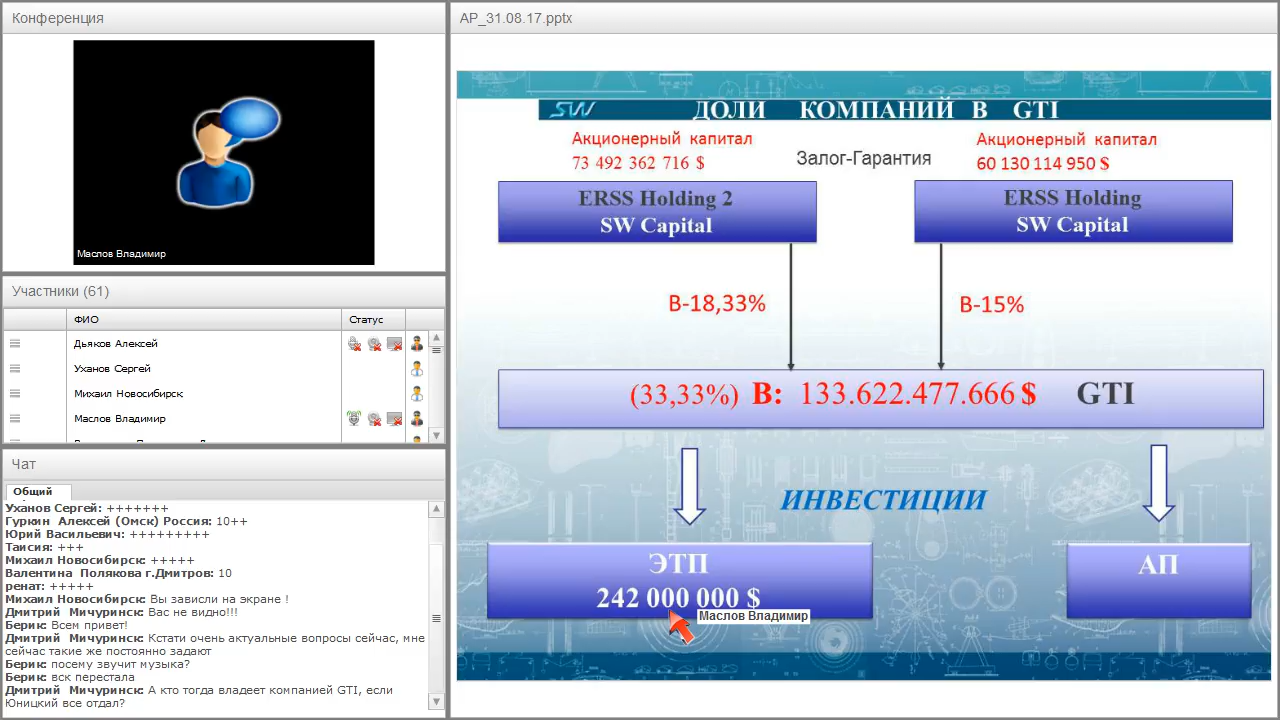 Конференция
Маслов Владимир
Участники (61)
ФИО
Статус
Дьяков Алексей
Уханов Сергей
Михаил Новосибирск
Маслов Владимир
Чат
Общий
Уханов Сергей: +++++++
Гуркин Алексей (Омск) Россия: 10++
Юрий Васильевич: +++++++++
Таисия: +++
Михаил Новосибирск: +++++
Валентина Полякова г.Дмитров: 10
ренат: +++++
Михаил Новосибирск: Вы зависли на экране !
Дмитрий Мичуринск: Вас не видно!!!
Берик: Всем привет!
Дмитрий Мичуринск: Кстати очень актуальные вопросы сейчас, мне
сейчас такие же постоянно задают
Берик: посему звучит музыка?
Берик: вск перестала
Дмитрий Мичуринск: А кто тогда владеет компанией GTI, если
Юницкий все отдал?
AP_31.08.17.pptx
SW
ДОЛИ КОМПАНИЙ В GTI
Акционерный капитал
73 492 362 716 $
Залог-Гарантия
Акционерный капитал
60 130 114 950 $
ERSS Holding 2
SW Capital
ERSS Holding
SW Capital
В-18,33%
В-15%
(33,33%) В: 133.622.477.666 $ GTI
ИНВЕСТИЦИИ
ЭТП
242 000 000 $
АП
Маслов Владимир